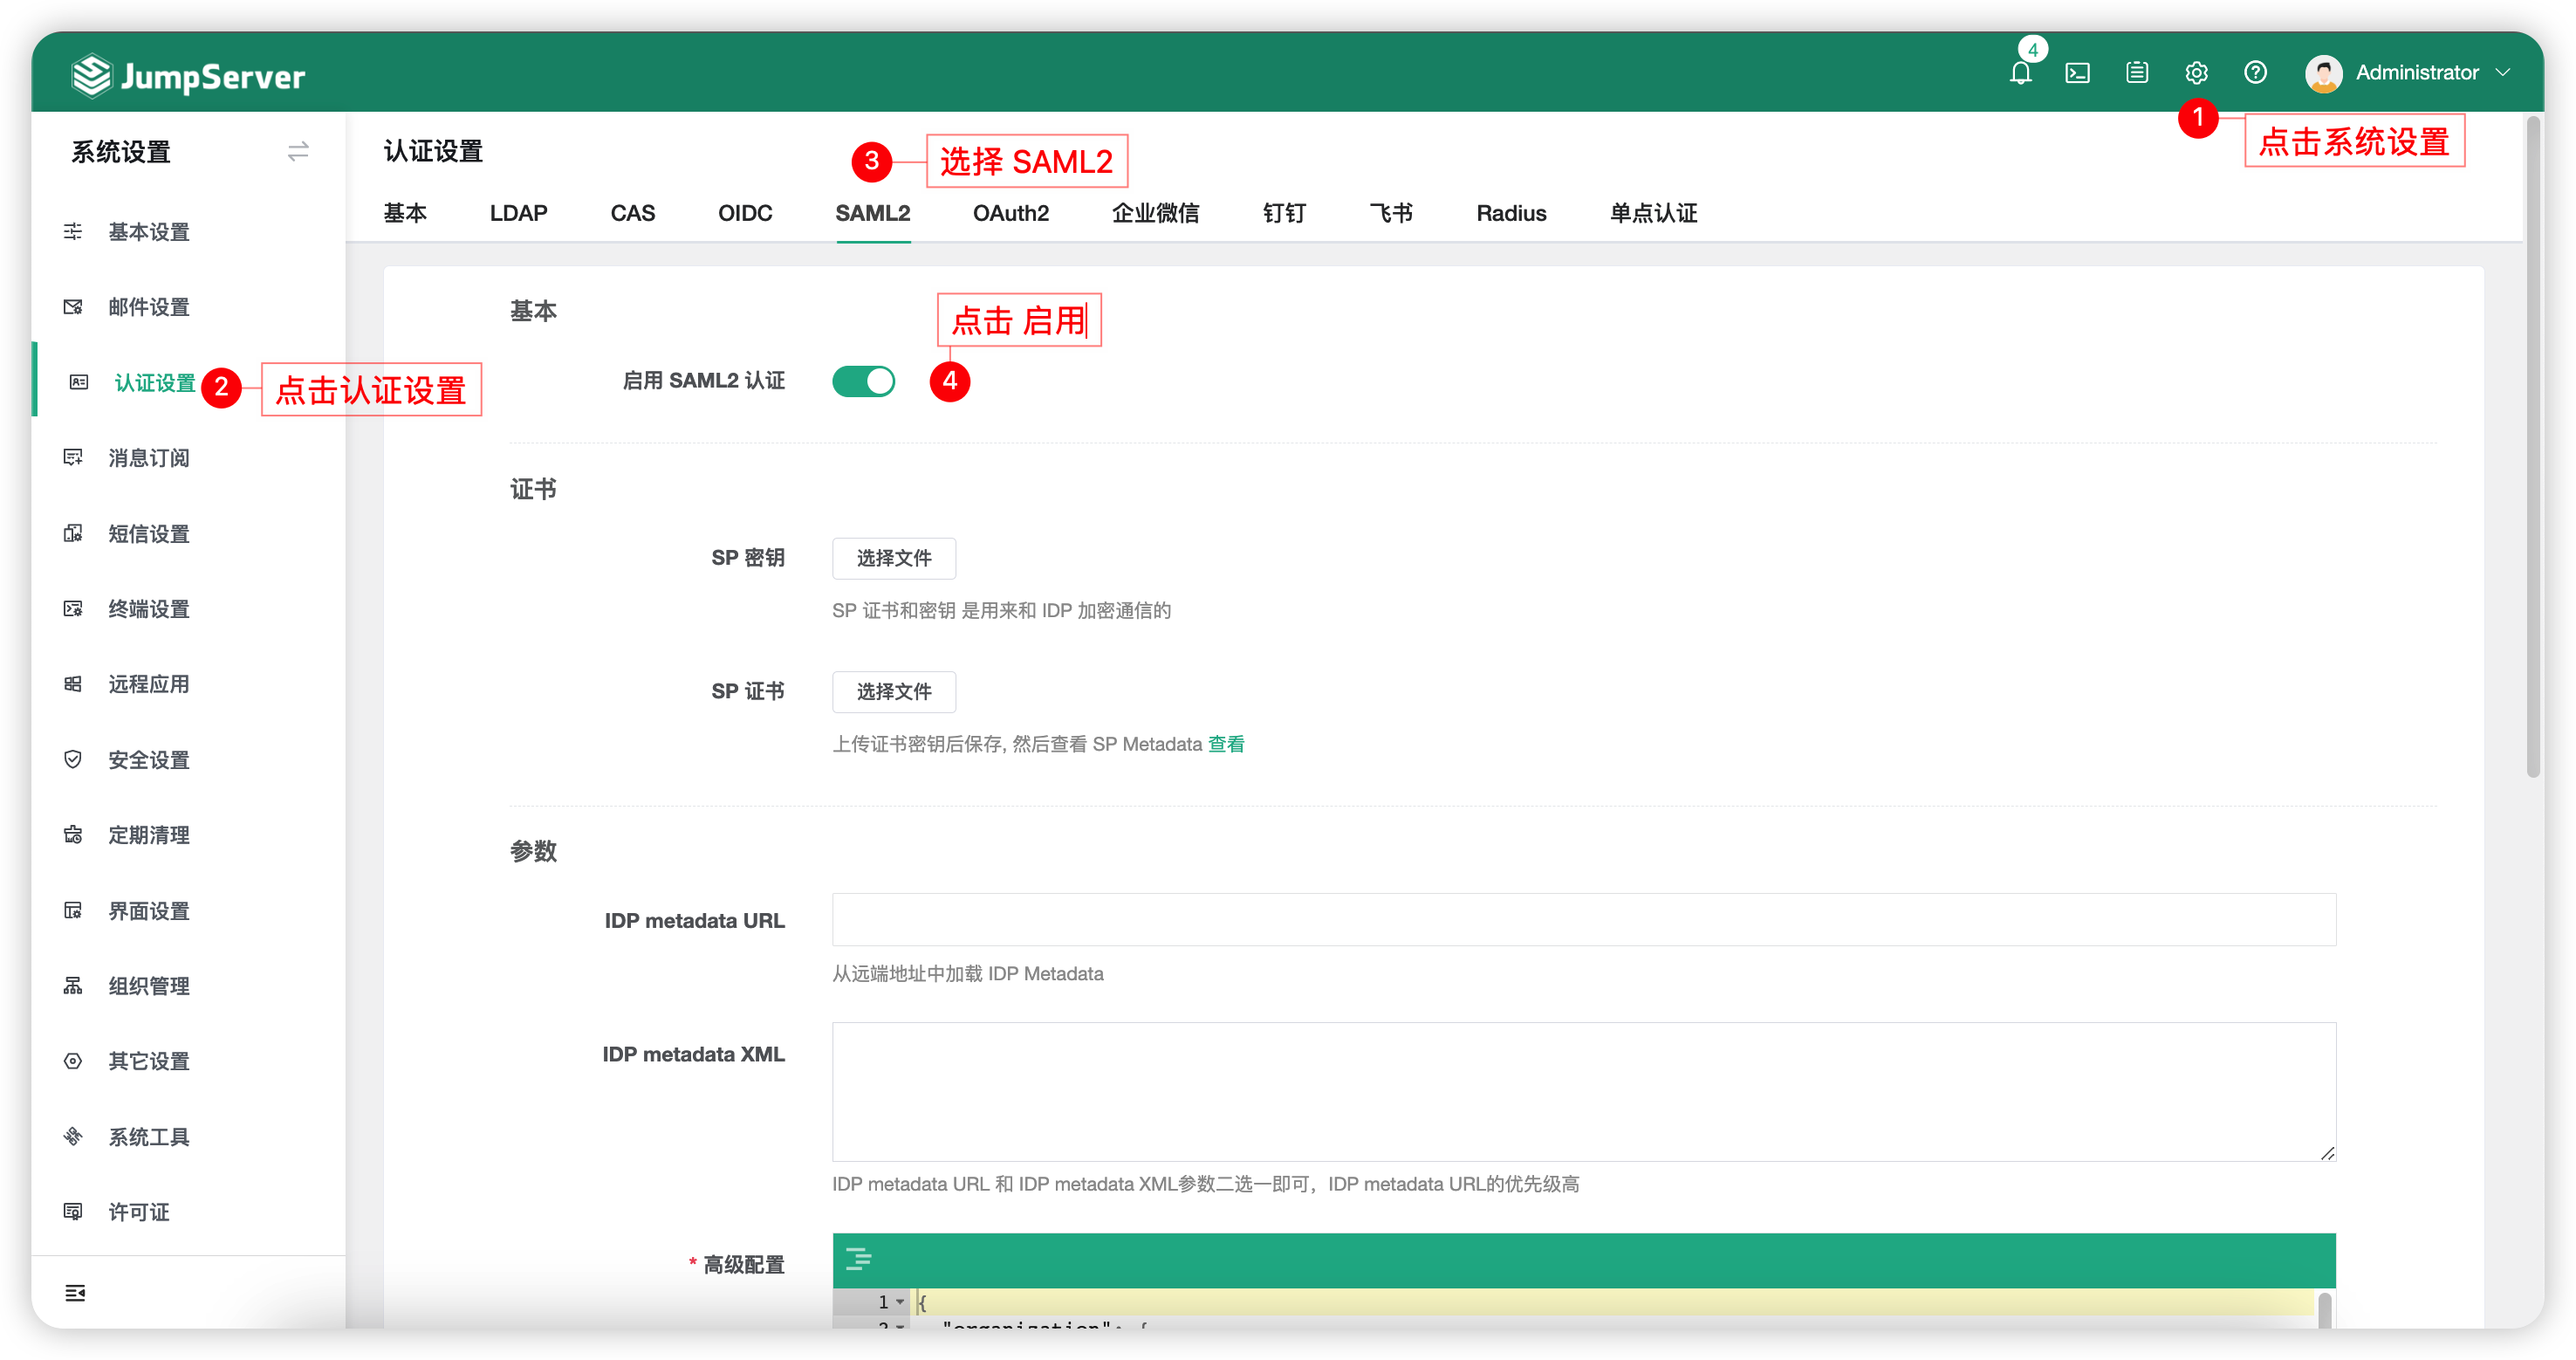 JumpServer
4
Administrator
1
点击系统设置
系统设置
基本设置
邮件设置
认证设置
2
点击认证设置
消息订阅
短信设置
终端设置
远程应用
安全设置
定期清理
界面设置
组织管理
其它设置
系统工具
许可证
认证设置
3
选择 SAML2
基本 LDAP CAS OIDC SAML2 OAuth2 企业微信 钉钉 飞书 Radius 单点认证
基本
点击 启用
启用 SAML2 认证
4
证书
SP 密钥
选择文件
SP 证书和密钥 是用来和 IDP 加密通信的
SP 证书
选择文件
上传证书密钥后保存, 然后查看 SP Metadata 查看
参数
IDP metadata URL
从远端地址中加载 IDP Metadata
IDP metadata XML
IDP metadata URL 和 IDP metadata XML参数二选一即可，IDP metadata URL的优先级高
* 高级配置
1 {
2 "organization": {